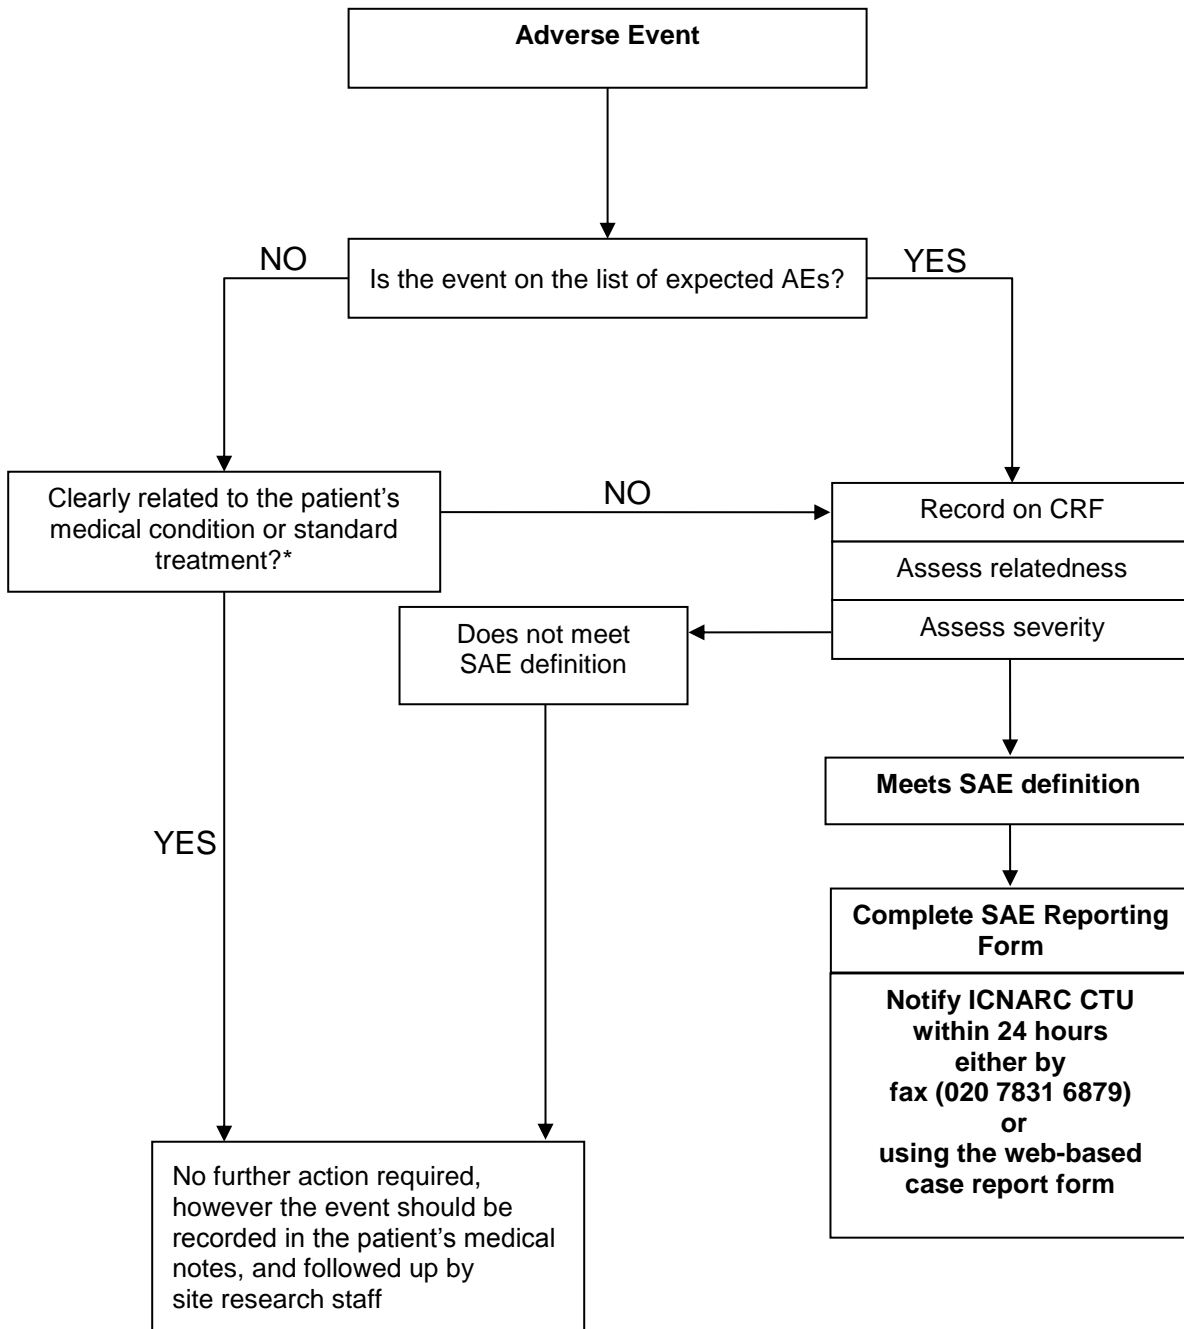 Adverse Event
NO
YES
Is the event on the list of expected AEs?
Clearly related to the patient's
medical condition or standard
treatment?*
NO
Record on CRF
Assess relatedness
Assess severity
Does not meet
SAE definition
Meets SAE definition
YES
Complete SAE Reporting
Form
Notify ICNARC CTU
within 24 hours
either by
fax (020 7831 6879)
or
using the web-based
case report form
No further action required,
however the event should be
recorded in the patient's medical
notes, and followed up by
site research staff